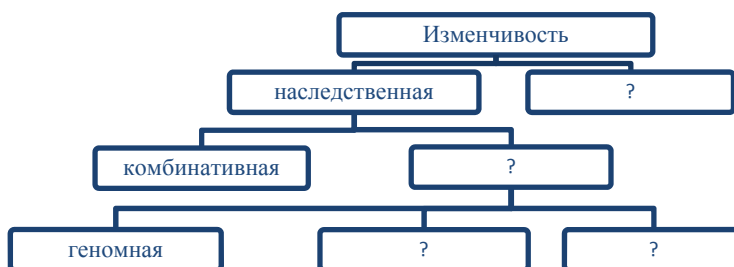 Изменчивость
наследственная
?
комбинативная
?
геномная
?
?